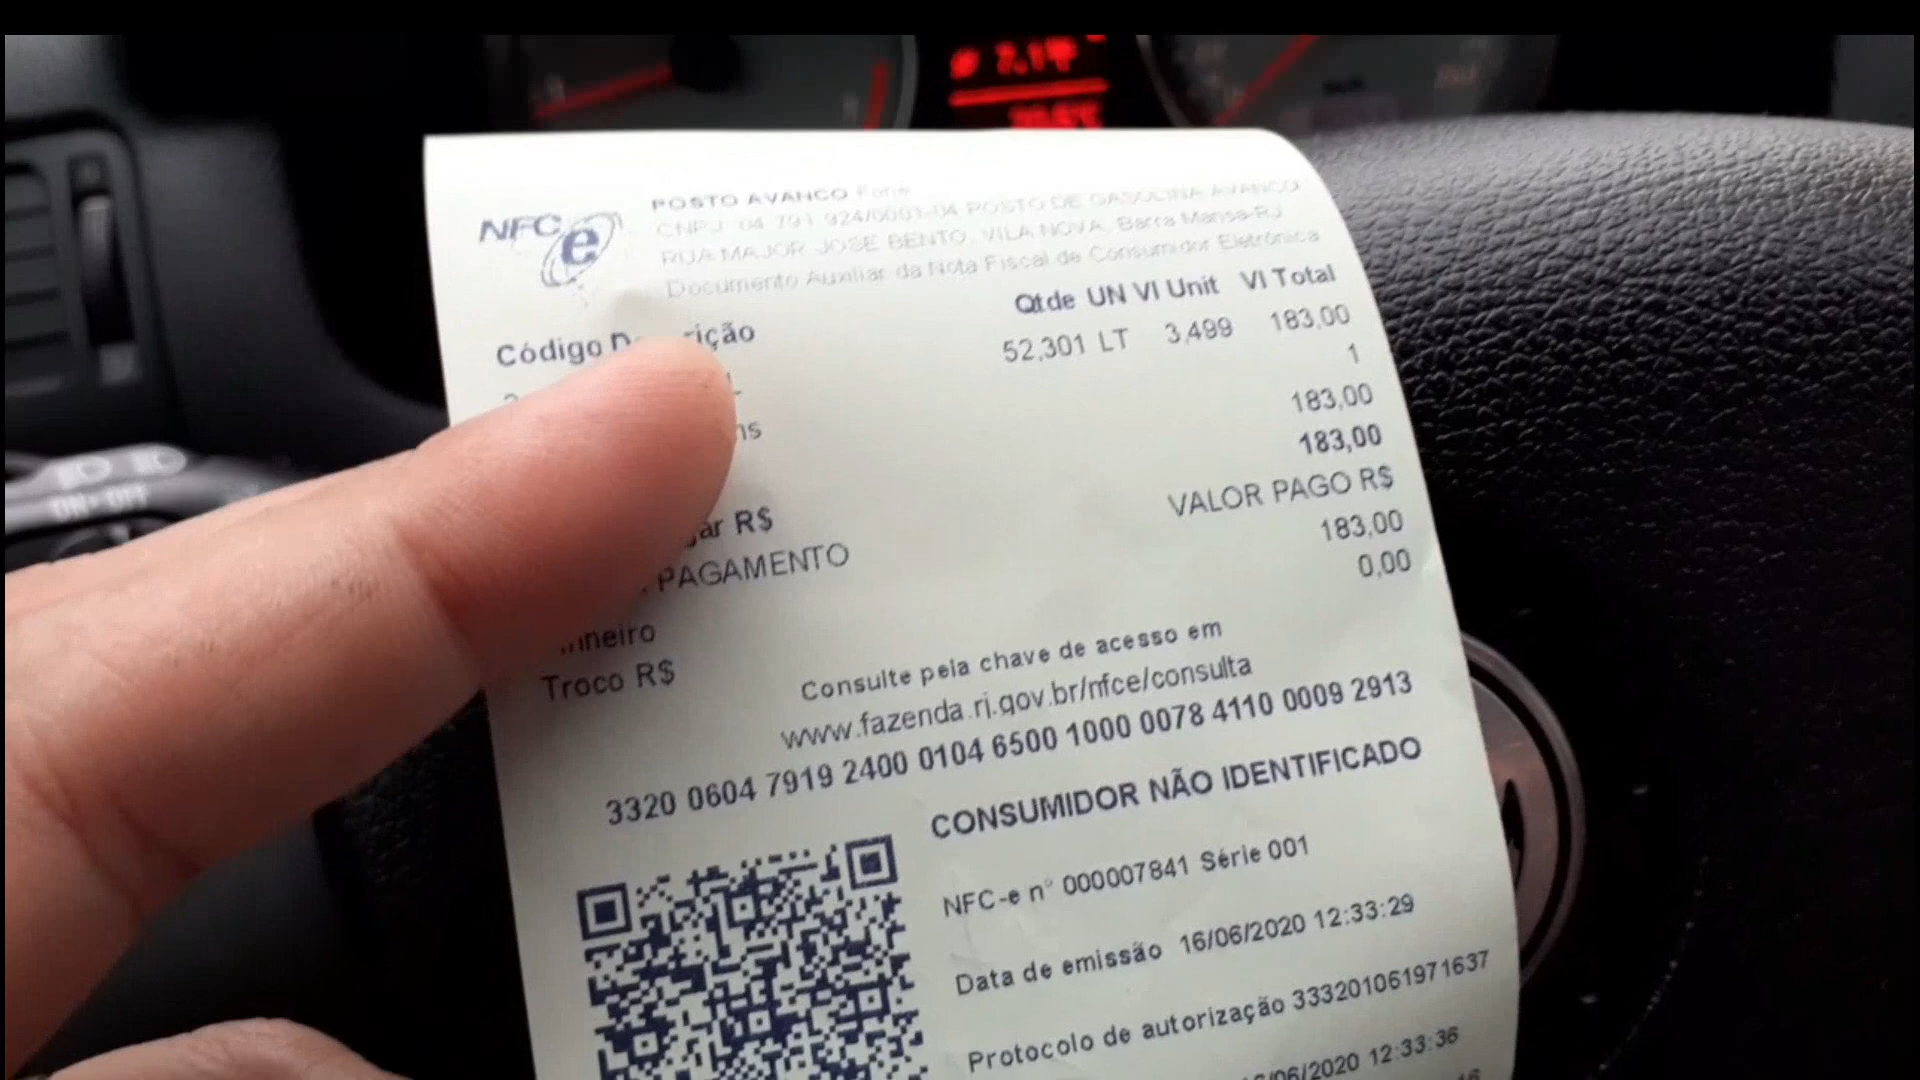 7.1
NFC e
POSTO AVANCO Fone
CNPJ 04 791 924/0001-04 POSTO DE GASOLINA AVANCO
RUA MAJOR JOSE BENTO, VILA NOVA, Barra Mansa-RJ
Documento Auxiliar da Nota Fiscal de Consumidor Eletrônica
Código Qtde UN Vl Unit Vl Total
52,301 LT 3,499 183,00
1
183,00
183,00
R$ VALOR PAGO R$
PAGAMENTO 183,00
0,00
Troco R$
Consulte pela chave de acesso em
www.fazenda.rj.gov.br/nfce/consulta
3320 0604 7919 2400 0104 6500 1000 0078 4110 0009 2913
CONSUMIDOR NÃO IDENTIFICADO
NFC-e n° 000007841 Série 001
Data de emissão 16/06/2020 12:33:29
Protocolo de autorização 333201061971637
12:33:36
ON OFF